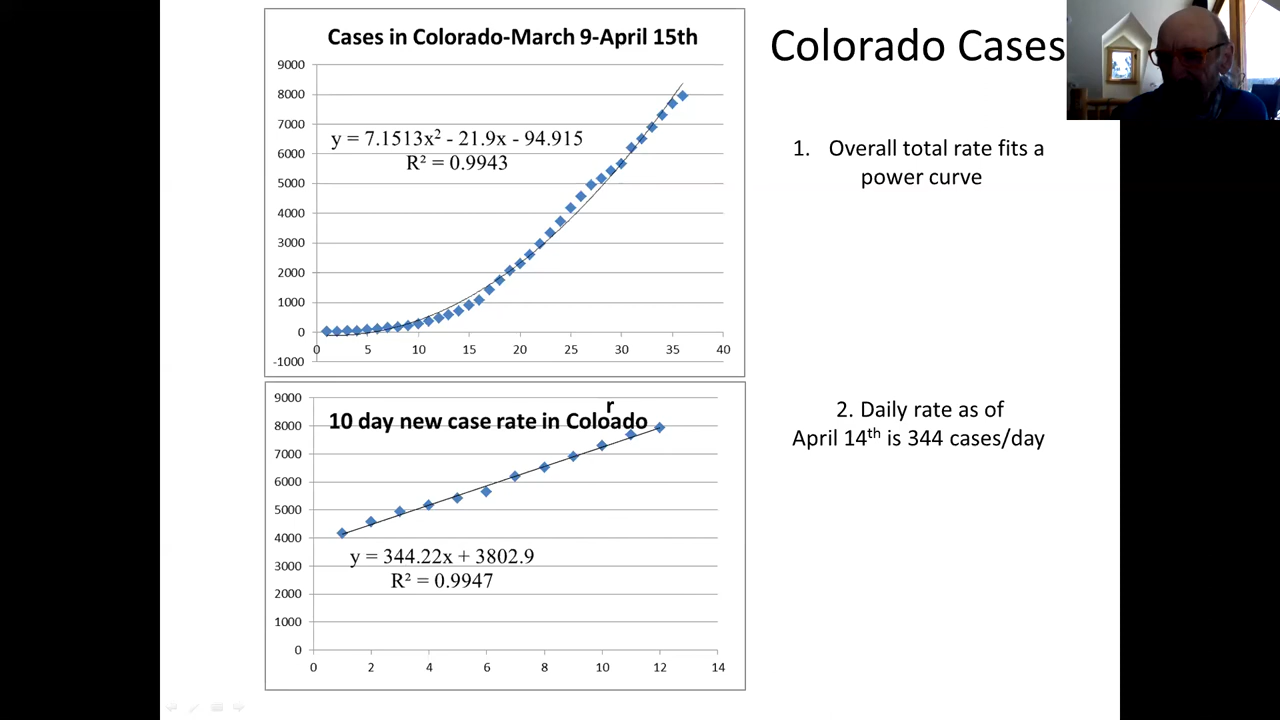 Cases in Colorado-March 9-April 15th
9000
8000
7000
6000
5000
4000
3000
2000
1000
0
-1000
y = 7.1513x² - 21.9x - 94.915
R² = 0.9943
0 5 10 15 20 25 30 35 40
Colorado Cases
1. Overall total rate fits a
power curve
r
10 day new case rate in Coloado
9000
8000
7000
6000
5000
4000
3000
2000
1000
0
y = 344.22x + 3802.9
R² = 0.9947
0 2 4 6 8 10 12 14
2. Daily rate as of
April 14th is 344 cases/day